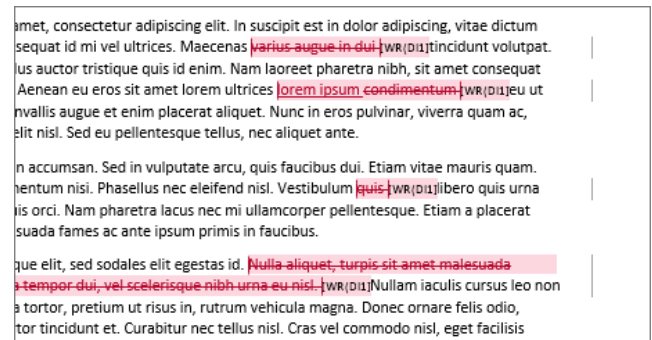 amet, consectetur adipiscing elit. In suscipit est in dolor adipiscing, vitae dictum
sequat id mi vel ultrices. Maecenas varius augue in dui [WR(DI1]tincidunt volutpat.
lus auctor tristique quis id enim. Nam laoreet pharetra nibh, sit amet consequat
Aenean eu eros sit amet lorem ultrices lorem ipsum condimentum [WR(DI1]eu ut
nvallis augue et enim placerat aliquet. Nunc in eros pulvinar, viverra quam ac,
elit nisl. Sed eu pellentesque tellus, nec aliquet ante.
n accumsan. Sed in vulputate arcu, quis faucibus dui. Etiam vitae mauris quam.
entum nisi. Phasellus nec eleifend nisl. Vestibulum quis [WR(DI1]libero quis urna
is orci. Nam pharetra lacus nec mi ullamcorper pellentesque. Etiam a placerat
suada fames ac ante ipsum primis in faucibus.
que elit, sed sodales elit egestas id. Nulla aliquet, turpis sit amet malesuada
tempor dui, vel scelerisque nibh urna eu nisl. [WR(DI1]Nullam iaculis cursus leo non
a tortor, pretium ut risus in, rutrum vehicula magna. Donec ornare felis odio,
tor tincidunt et. Curabitur nec tellus nisl. Cras vel commodo nisl, eget facilisis